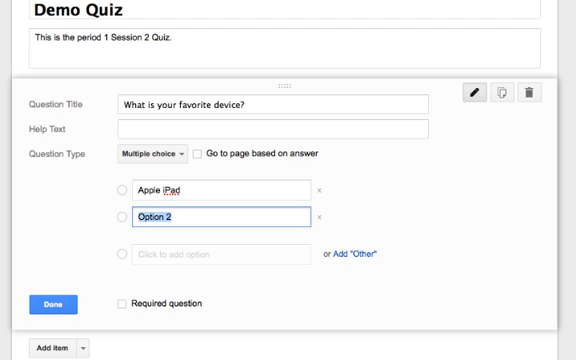 Demo Quiz
This is the period 1 Session 2 Quiz.
Question Title What is your favorite device?
Help Text
Question Type Multiple choice Go to page based on answer
Apple iPad ×
Option 2 ×
Click to add option or Add "Other"
Done Required question
Add item